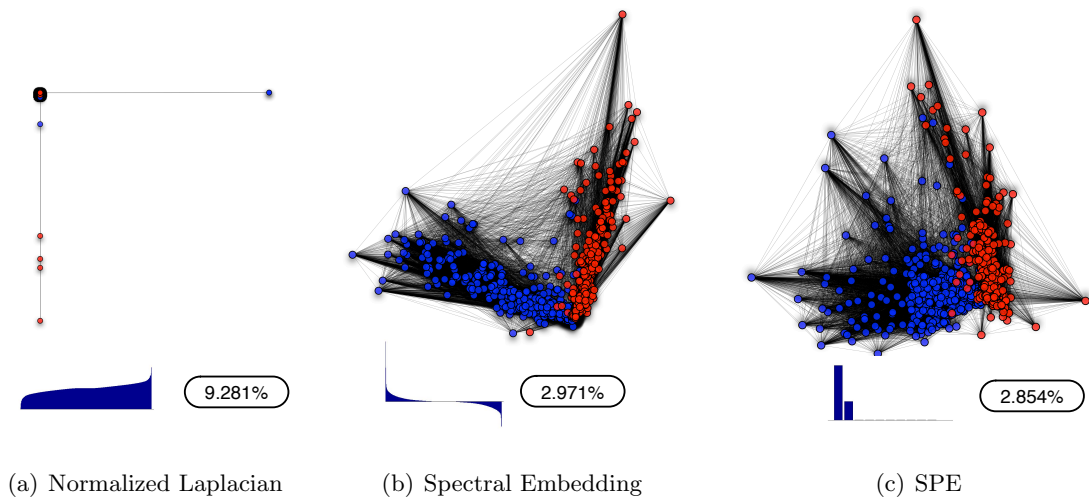 9.281%
2.971%
2.854%
(a) Normalized Laplacian
(b) Spectral Embedding
(c) SPE